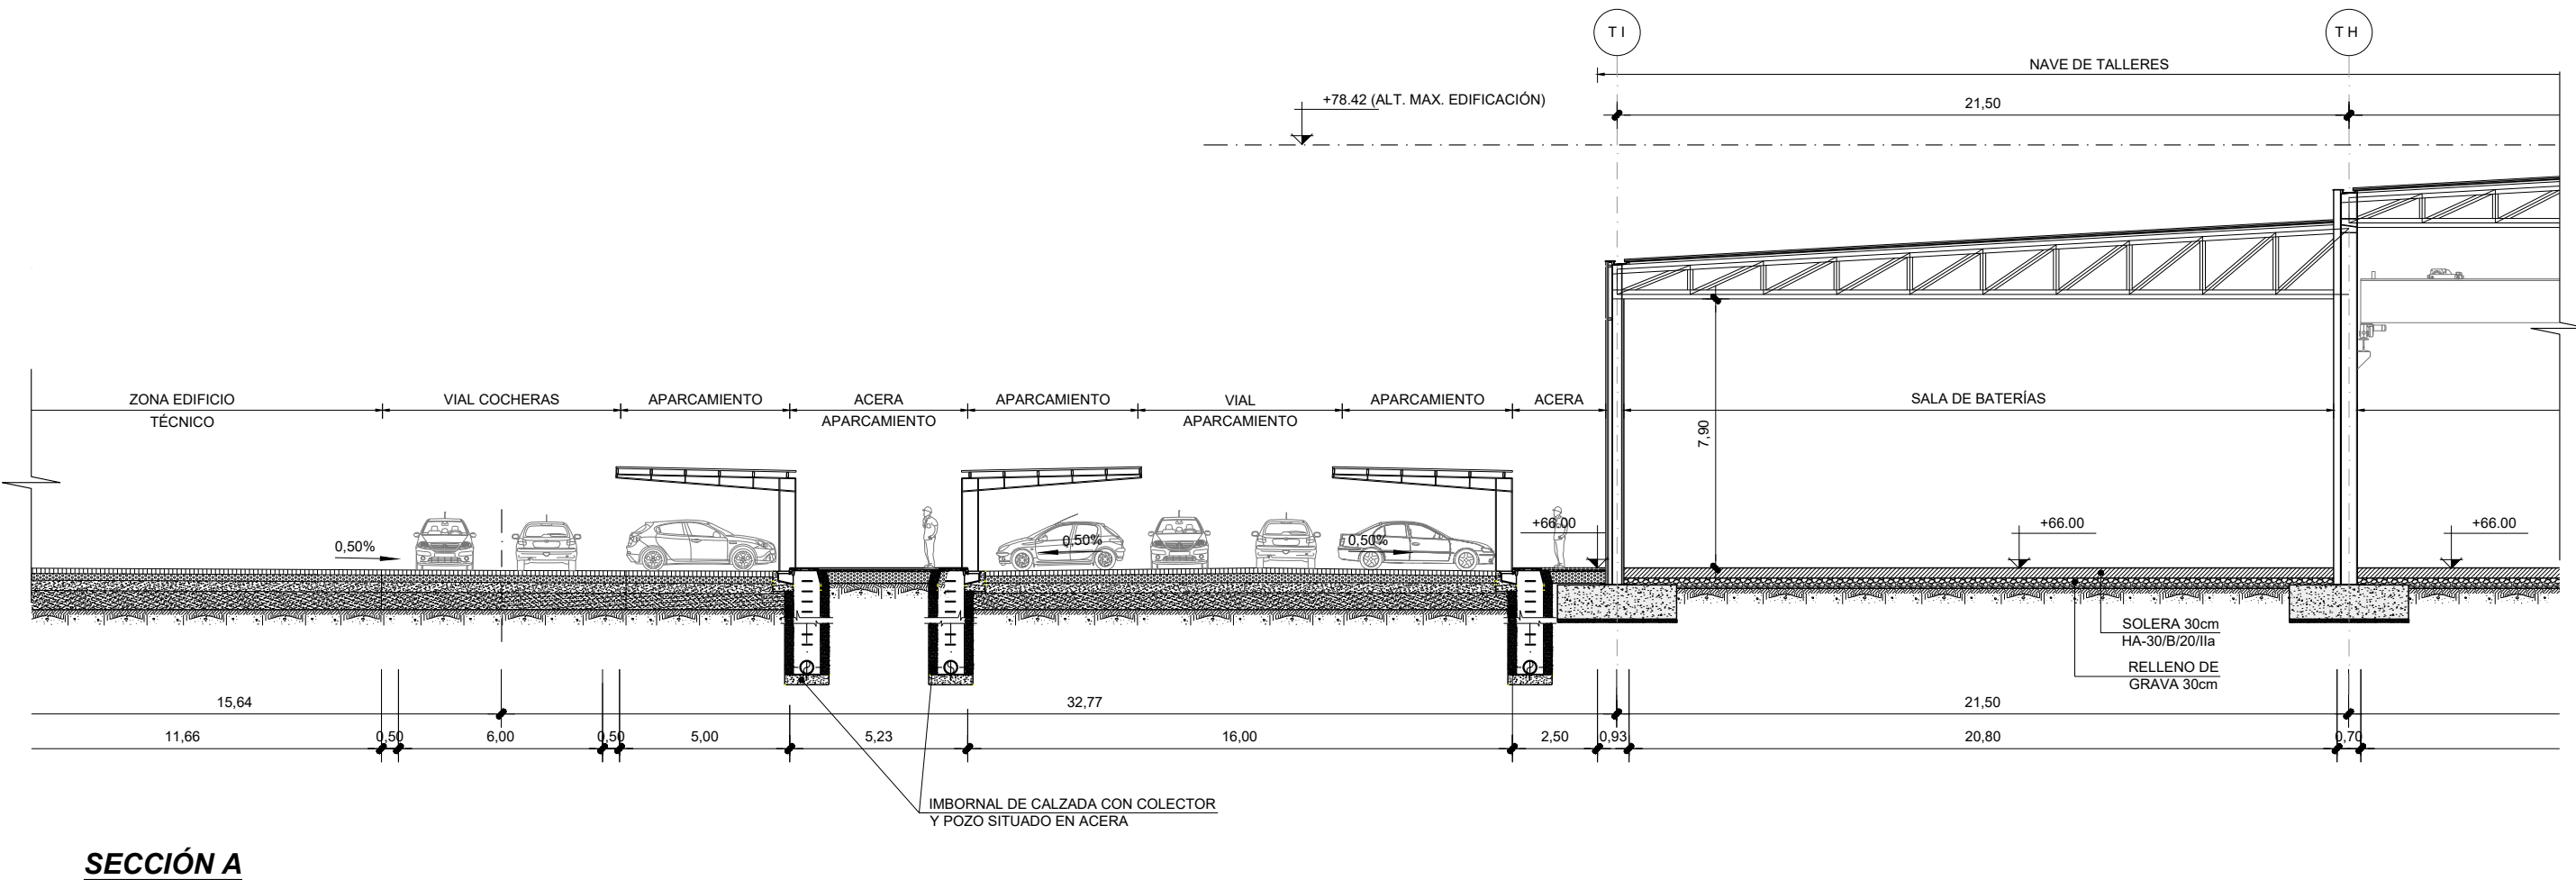 T I
T H
NAVE DE TALLERES
+78.42 (ALT. MAX. EDIFICACIÓN)
21,50
ZONA EDIFICIO
TÉCNICO
VIAL COCHERAS
APARCAMIENTO
ACERA
APARCAMIENTO
APARCAMIENTO
VIAL
APARCAMIENTO
APARCAMIENTO
ACERA
SALA DE BATERÍAS
7,90
0,50%
0,50%
0,50%
+66.00
+66.00
+66.00
SOLERA 30cm
HA-30/B/20/IIa
RELLENO DE
GRAVA 30cm
15,64
32,77
21,50
11,66
0,50
6,00
0,50
5,00
5,23
16,00
2,50
0,93
20,80
0,70
IMBORNAL DE CALZADA CON COLECTOR
Y POZO SITUADO EN ACERA
SECCIÓN A